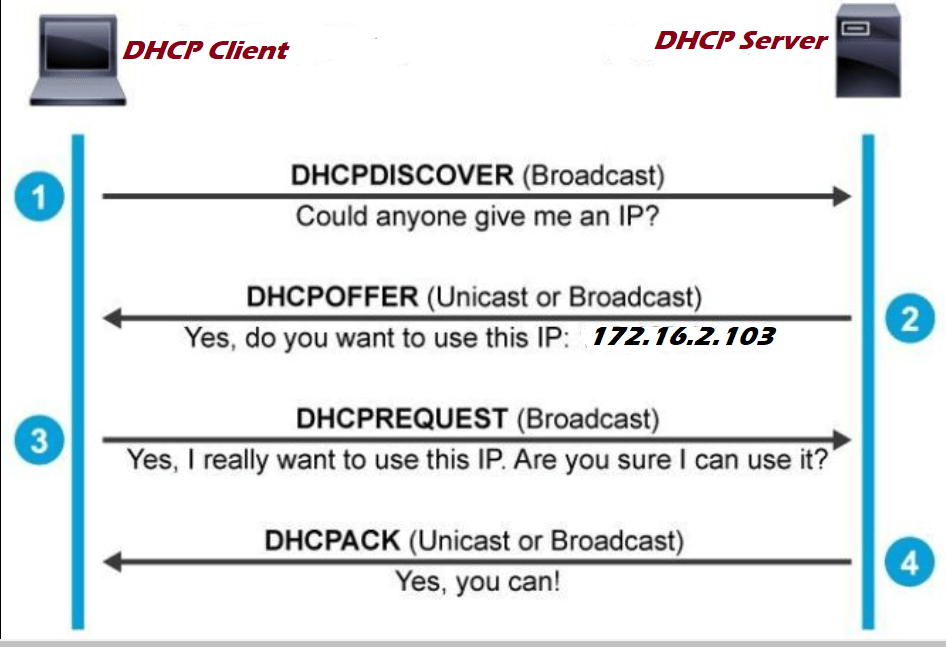 DHCP Client
DHCP Server
1
DHCPDISCOVER (Broadcast)
Could anyone give me an IP?
DHCPOFFER (Unicast or Broadcast)
2
Yes, do you want to use this IP: 172.16.2.103
3
DHCPREQUEST (Broadcast)
Yes, I really want to use this IP. Are you sure I can use it?
DHCPACK (Unicast or Broadcast)
4
Yes, you can!